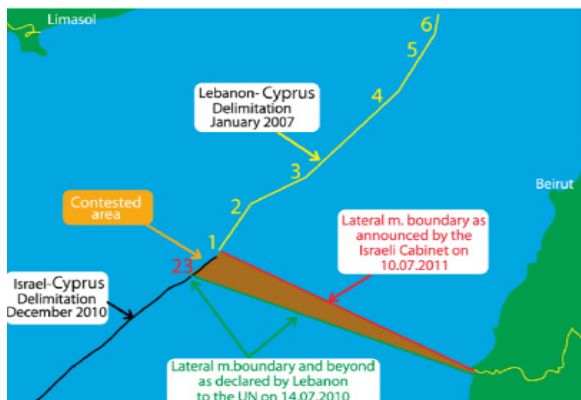 Limasol
6
5
Lebanon-Cyprus
Delimitation
January 2007
4
3
Beirut
Contested
area
2
Lateral m. boundary as
announced by the
Israeli Cabinet on
10.07.2011
1
23
Israel-Cyprus
Delimitation
December 2010
Lateral m.boundary and beyond
as declared by Lebanon
to the UN on 14.07.2010